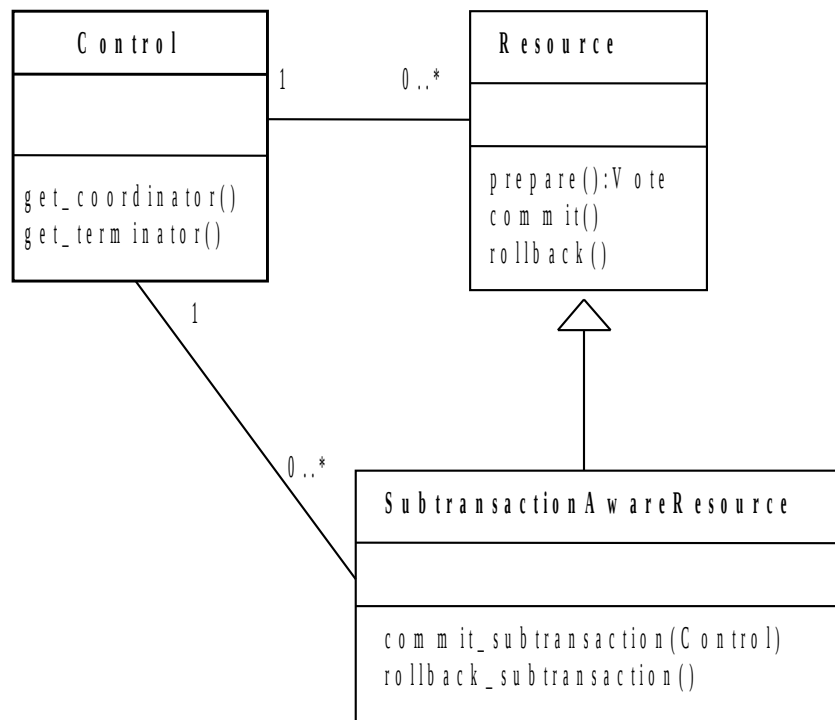 Control
get_coordinator()
get_terminator()
1
0..*
Resource
prepare():Vote
commit()
rollback()
1
0..*
SubtransactionAwareResource
commit_subtransaction(Control)
rollback_subtransaction()